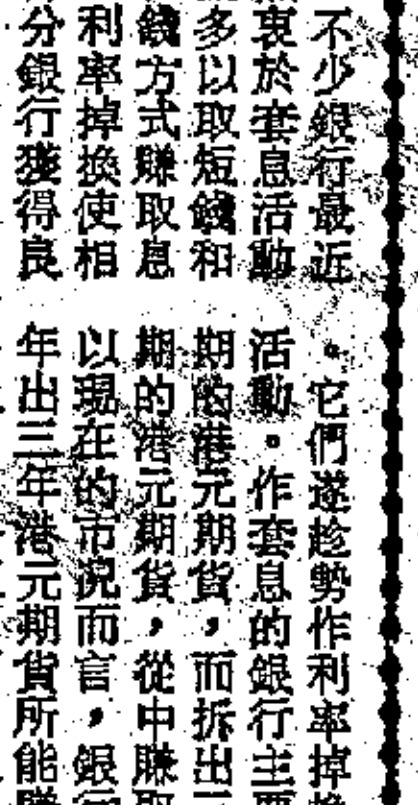 不少銀行最近
衷於套息活動
多以取短錢和
錢方式賺取息
利率掉換使相
分銀行獲得良
。它們遂趁勢作利率掉換
活動。作套息的銀行主要
期的港元期貨，而拆出
期的港元期貨，從中賺取
以現在的市況而言，銀行
年出三年港元期貨所能賺